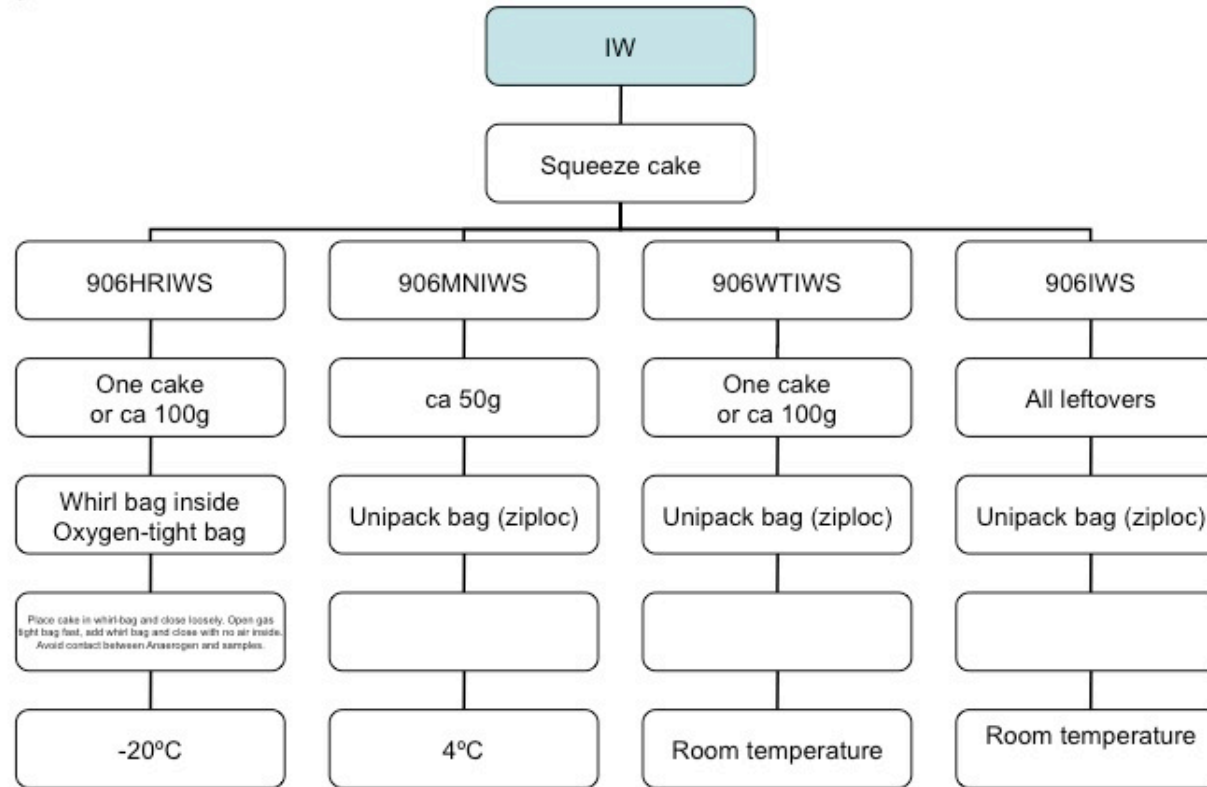 IW
Squeeze cake
906HRIWS
906MNIWS
906WTIWS
906IWS
One cake
or ca 100g
ca 50g
One cake
or ca 100g
All leftovers
Whirl bag inside
Oxygen-tight bag
Unipack bag (ziploc)
Unipack bag (ziploc)
Unipack bag (ziploc)
Place cake in whirl-bag and close loosely. Open gas
tight bag fast, add whirl bag and close with no air inside.
Avoid contact between Anaerogen and samples.
-20ºC
4ºC
Room temperature
Room temperature